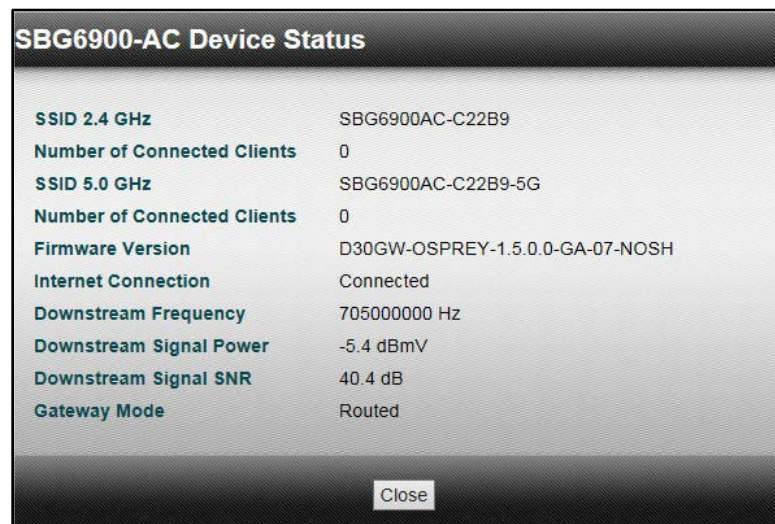 SBG6900-AC Device Status
SSID 2.4 GHz SBG6900AC-C22B9
Number of Connected Clients 0
SSID 5.0 GHz SBG6900AC-C22B9-5G
Number of Connected Clients 0
Firmware Version D30GW-OSPREY-1.5.0.0-GA-07-NOSH
Internet Connection Connected
Downstream Frequency 705000000 Hz
Downstream Signal Power -5.4 dBmV
Downstream Signal SNR 40.4 dB
Gateway Mode Routed
Close